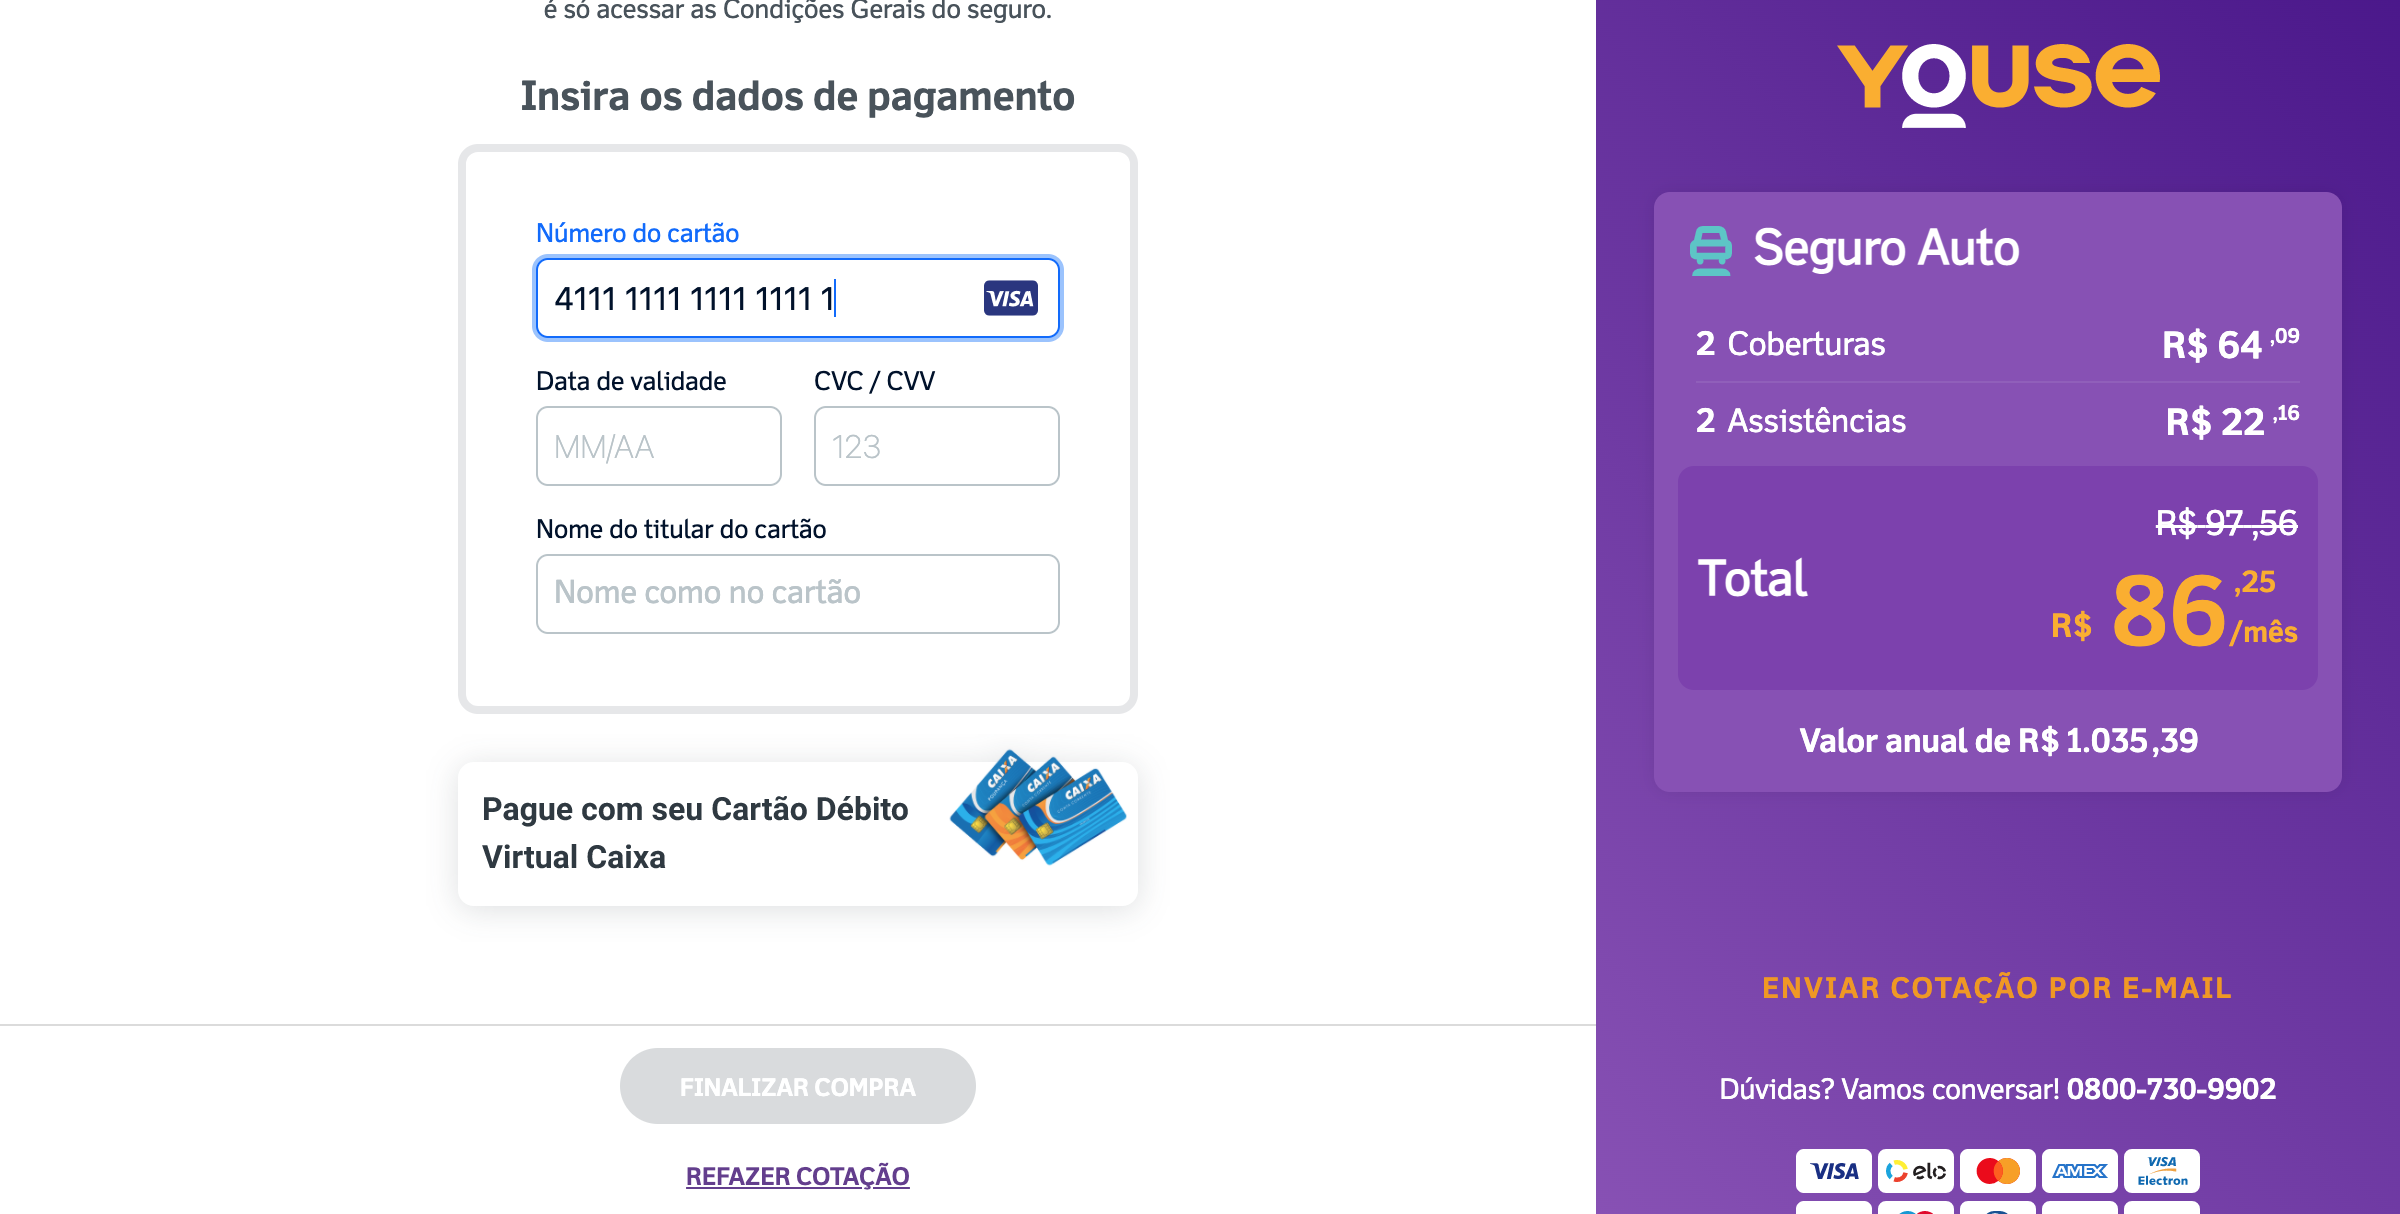 é só acessar as Condições Gerais do seguro.
Insira os dados de pagamento
Número do cartão
4111 1111 1111 1111 1
VISA
Data de validade
CVC / CVV
MM/AA
123
Nome do titular do cartão
Nome como no cartão
Pague com seu Cartão Débito
Virtual Caixa
CAIXA
CAIXA
CAIXA
FINALIZAR COMPRA
REFAZER COTAÇÃO
YOUSE
Seguro Auto
2 Coberturas R$ 64 ,09
2 Assistências R$ 22 ,16
R$ 97,56
Total
R$ 86 ,25 /mês
Valor anual de R$ 1.035,39
ENVIAR COTAÇÃO POR E-MAIL
Dúvidas? Vamos conversar! 0800-730-9902
VISA
elo
AMEX
VISA
Electron